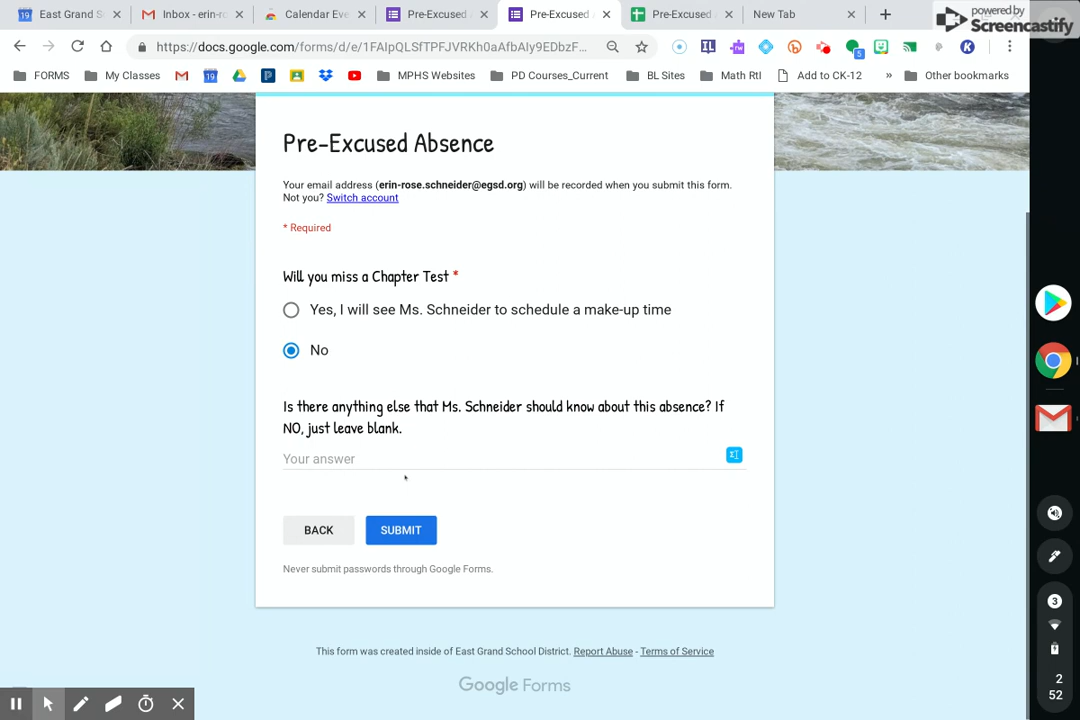 East Grand S
Inbox - erin-ro
Calendar Eve
Pre-Excused
Pre-Excused
Pre-Excused
New Tab
powered by
Screencastify
https://docs.google.com/forms/d/e/1FAIpQLSfTPFJVRKh0aAfbAIy9EDbzF...
5
FORMS
My Classes
19
MPHS Websites
PD Courses_Current
BL Sites
Math RtI
Add to CK-12
»
Other bookmarks
Pre-Excused Absence
Your email address (erin-rose.schneider@egsd.org) will be recorded when you submit this form.
Not you? Switch account
* Required
Will you miss a Chapter Test *
Yes, I will see Ms. Schneider to schedule a make-up time
No
Is there anything else that Ms. Schneider should know about this absence? If
NO, just leave blank.
Your answer
BACK
SUBMIT
Never submit passwords through Google Forms.
This form was created inside of East Grand School District. Report Abuse - Terms of Service
Google Forms
3
2
52